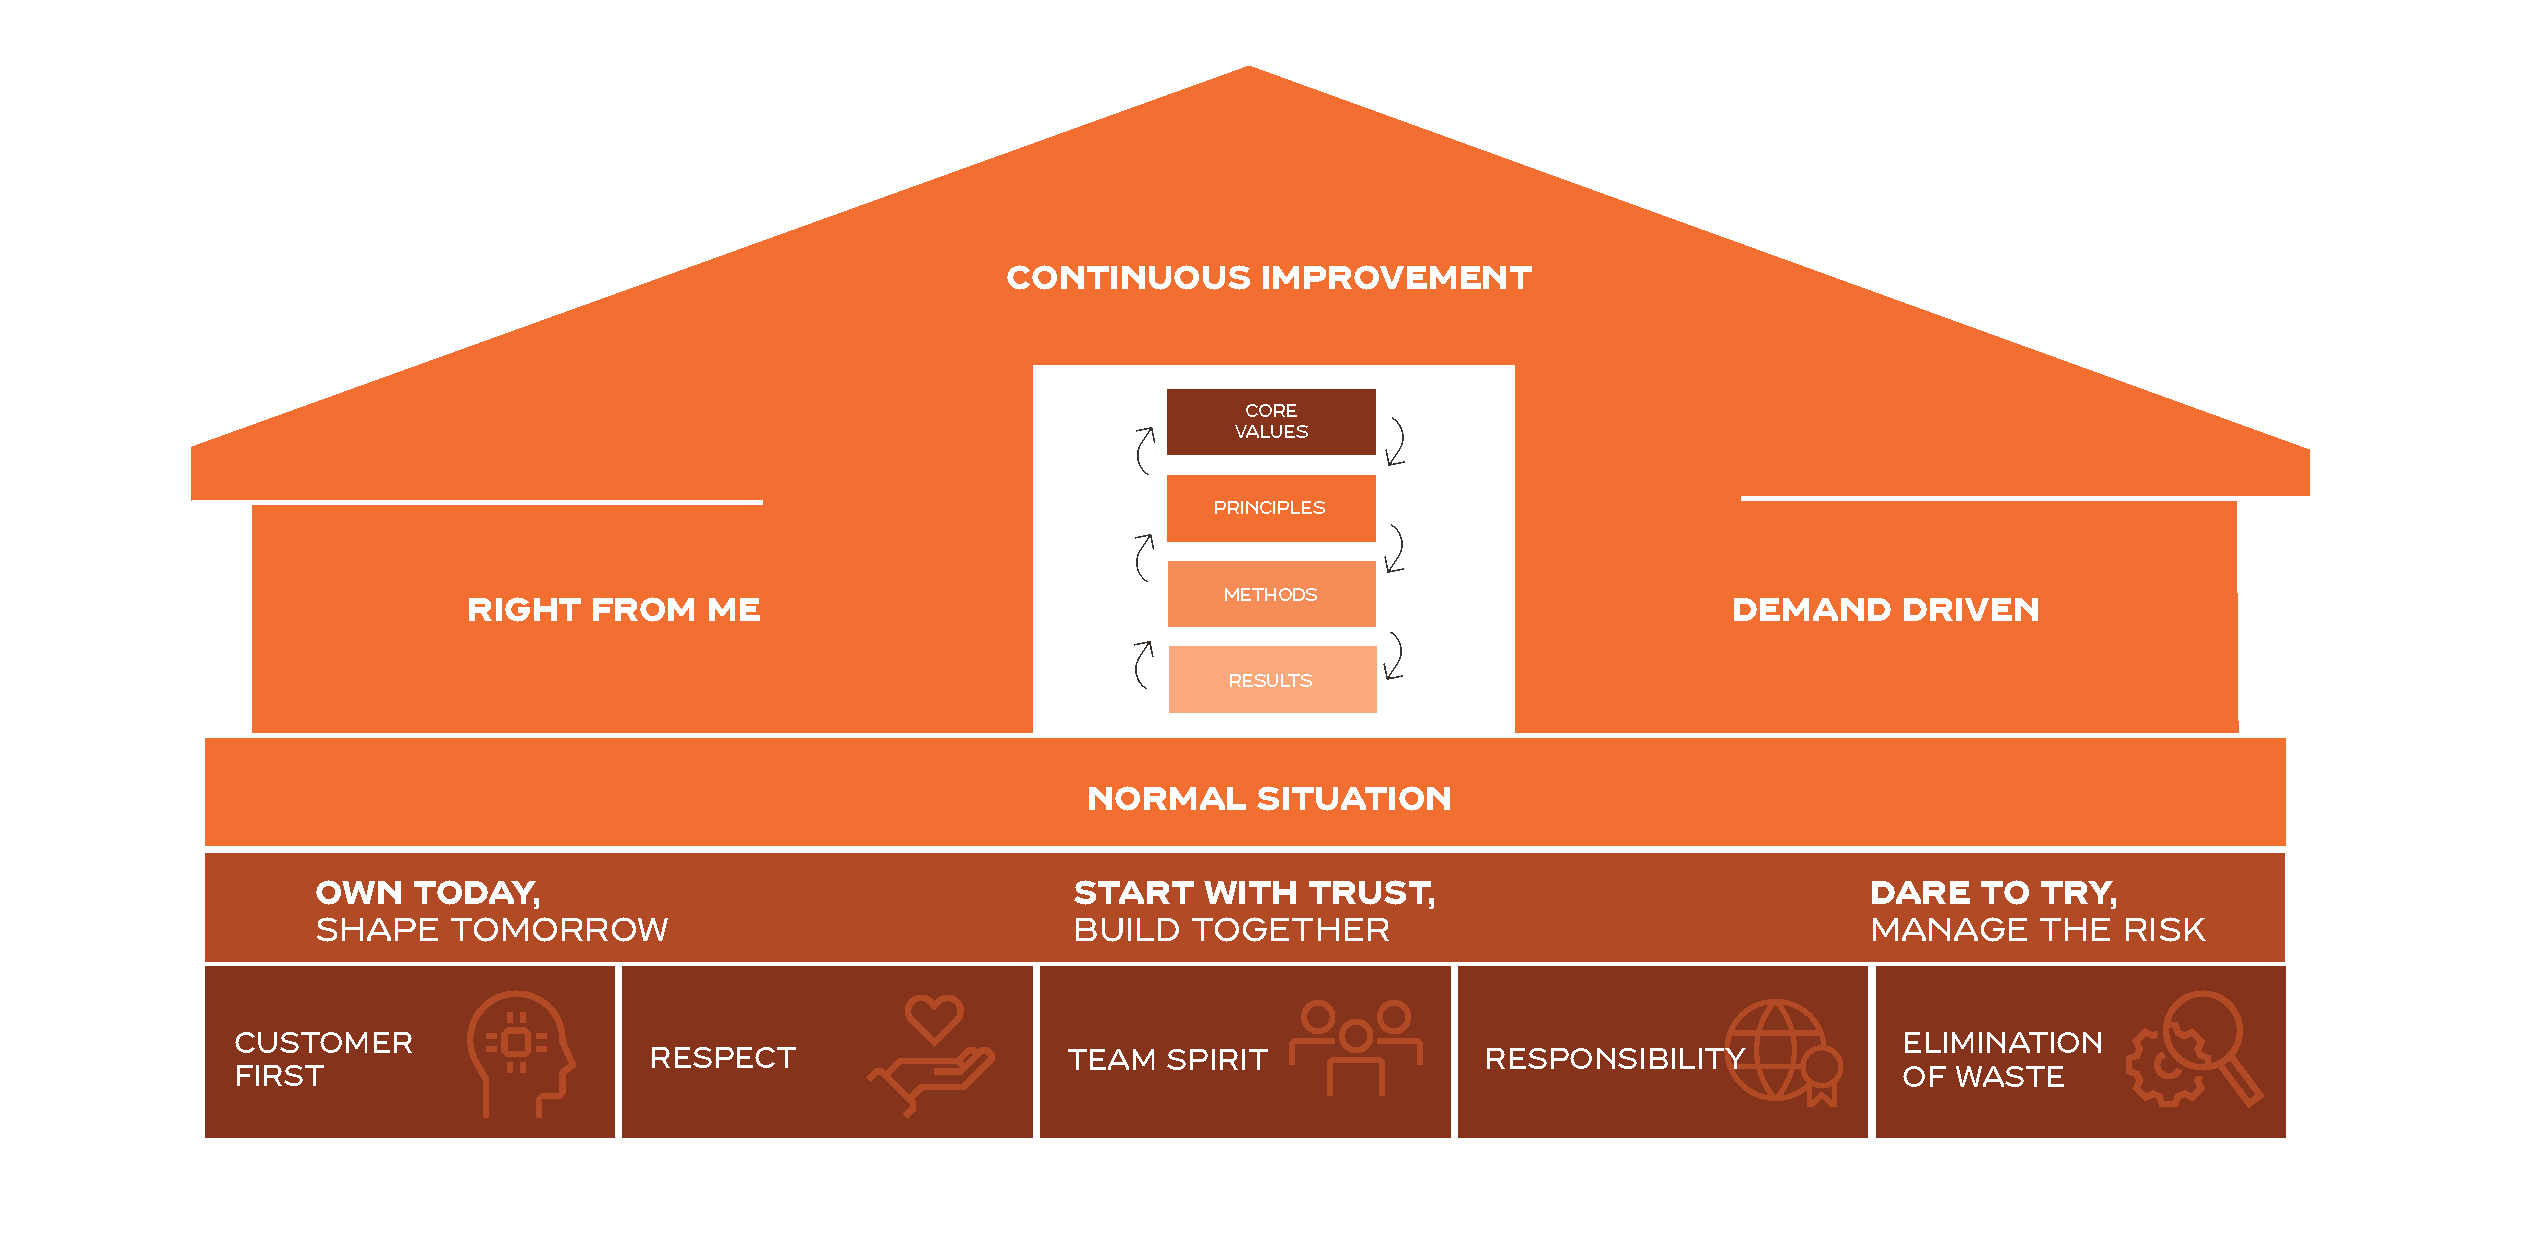 CONTINUOUS IMPROVEMENT
CORE
VALUES
PRINCIPLES
METHODS
RESULTS
RIGHT FROM ME
DEMAND DRIVEN
NORMAL SITUATION
OWN TODAY,
SHAPE TOMORROW
START WITH TRUST,
BUILD TOGETHER
DARE TO TRY,
MANAGE THE RISK
CUSTOMER
FIRST
RESPECT
TEAM SPIRIT
RESPONSIBILITY
ELIMINATION
OF WASTE